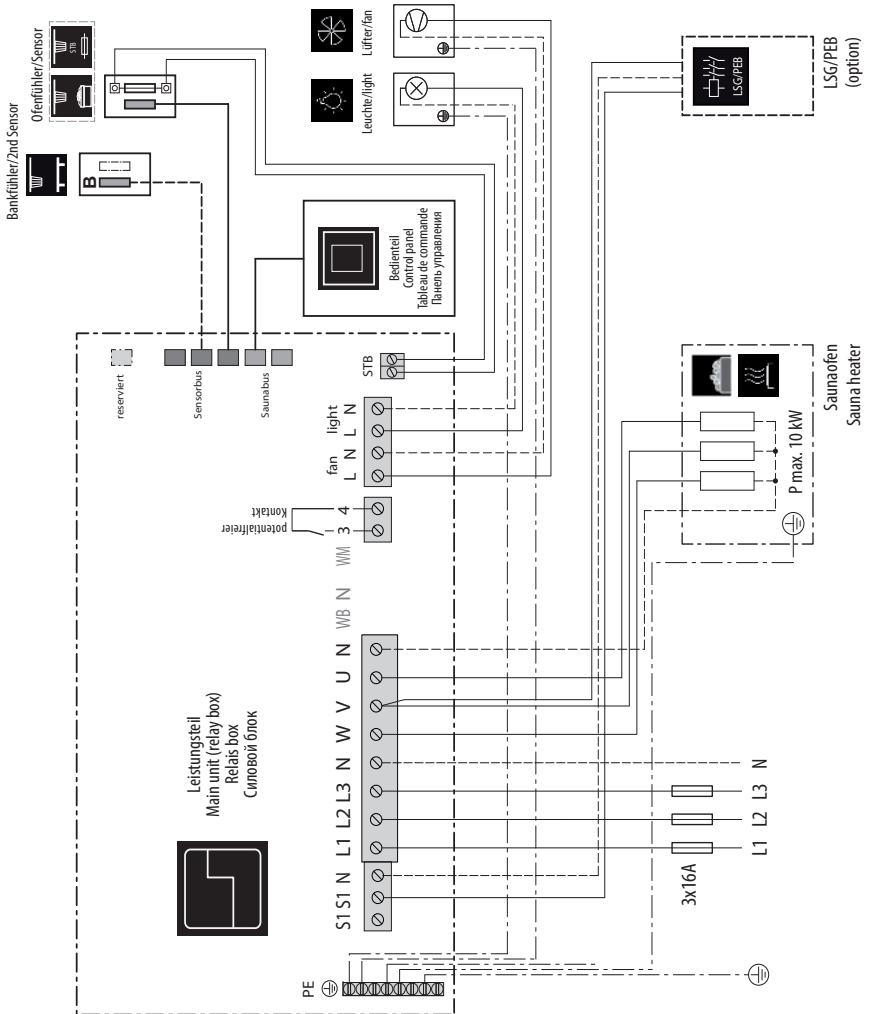 Bankfühler/2nd Sensor
Ofenfühler/Sensor
STB
B
Leuchte/light
Lüfter/fan
LSG/PEB
LSG/PEB
(option)
Bedienteil
Control panel
Tableau de commande
Панель управления
reserviert
Sensorbus
Saunabus
STB
fan
light
L N L N
potentialfreier
Kontakt
3 4
WB N WM
Leistungsteil
Main unit (relay box)
Relais box
Силовой блок
S1 S1 N L1 L2 L3 N W V U N
PE
3x16A
L1 L2 L3 N
P max. 10 kW
Saunaofen
Sauna heater